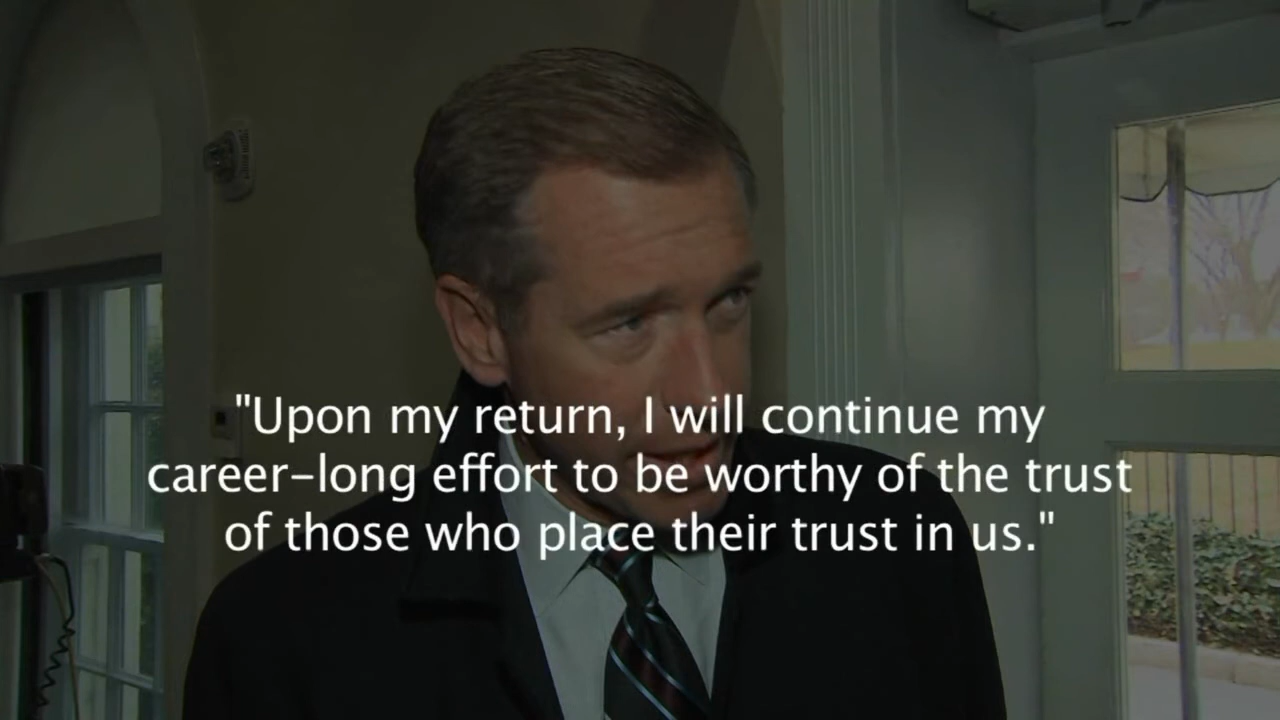 "Upon my return, I will continue my
career-long effort to be worthy of the trust
of those who place their trust in us."